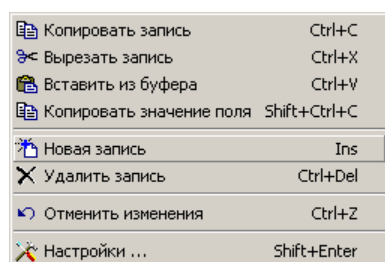 Копировать запись Ctrl+C
Вырезать запись Ctrl+X
Вставить из буфера Ctrl+V
Копировать значение поля Shift+Ctrl+C
Новая запись Ins
Удалить запись Ctrl+Del
Отменить изменения Ctrl+Z
Настройки ... Shift+Enter